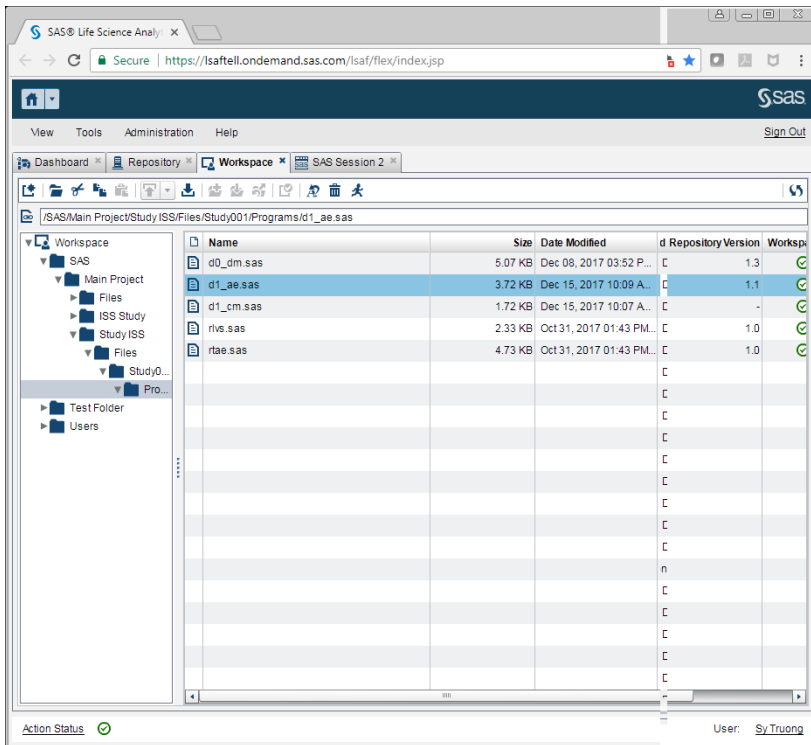 SAS® Life Science Analyt
Secure https://lsaftell.ondemand.sas.com/lsaf/flex/index.jsp
sas
View Tools Administration Help Sign Out
Dashboard Repository Workspace SAS Session 2
/SAS/Main Project/Study ISS/Files/Study001/Programs/d1_ae.sas
Workspace
SAS
Main Project
Files
ISS Study
Study ISS
Files
Study0...
Pro...
Test Folder
Users
Name Size Date Modified d Repository Version Workspa
d0_dm.sas 5.07 KB Dec 08, 2017 03:52 P... 1.3
d1_ae.sas 3.72 KB Dec 15, 2017 10:09 A... 1.1
d1_cm.sas 1.72 KB Dec 15, 2017 10:07 A... -
rlvs.sas 2.33 KB Oct 31, 2017 01:43 PM... 1.0
rtae.sas 4.73 KB Oct 31, 2017 01:43 PM... 1.0
n
Action Status User: Sy Truong